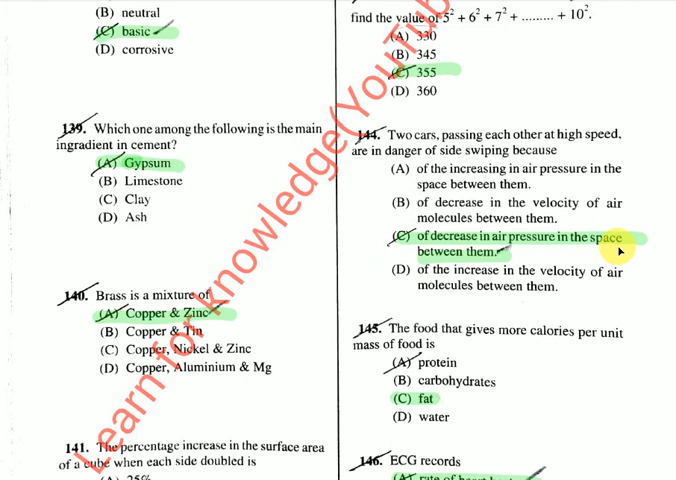 (B) neutral
(C) basic
(D) corrosive
139. Which one among the following is the main
ingradient in cement?
(A) Gypsum
(B) Limestone
(C) Clay
(D) Ash
140. Brass is a mixture of
(A) Copper & Zinc
(B) Copper & Tin
(C) Copper, Nickel & Zinc
(D) Copper, Aluminium & Mg
141. The percentage increase in the surface area
of a cube when each side doubled is
(A) 25%
find the value of 5² + 6² + 7² + ......... + 10².
(A) 330
(B) 345
(C) 355
(D) 360
144. Two cars, passing each other at high speed,
are in danger of side swiping because
(A) of the increasing in air pressure in the
space between them.
(B) of decrease in the velocity of air
molecules between them.
(C) of decrease in air pressure in the space
between them.
(D) of the increase in the velocity of air
molecules between them.
145. The food that gives more calories per unit
mass of food is
(A) protein
(B) carbohydrates
(C) fat
(D) water
146. ECG records
(A) rate of heart beat
Learn for knowledge(YouTube